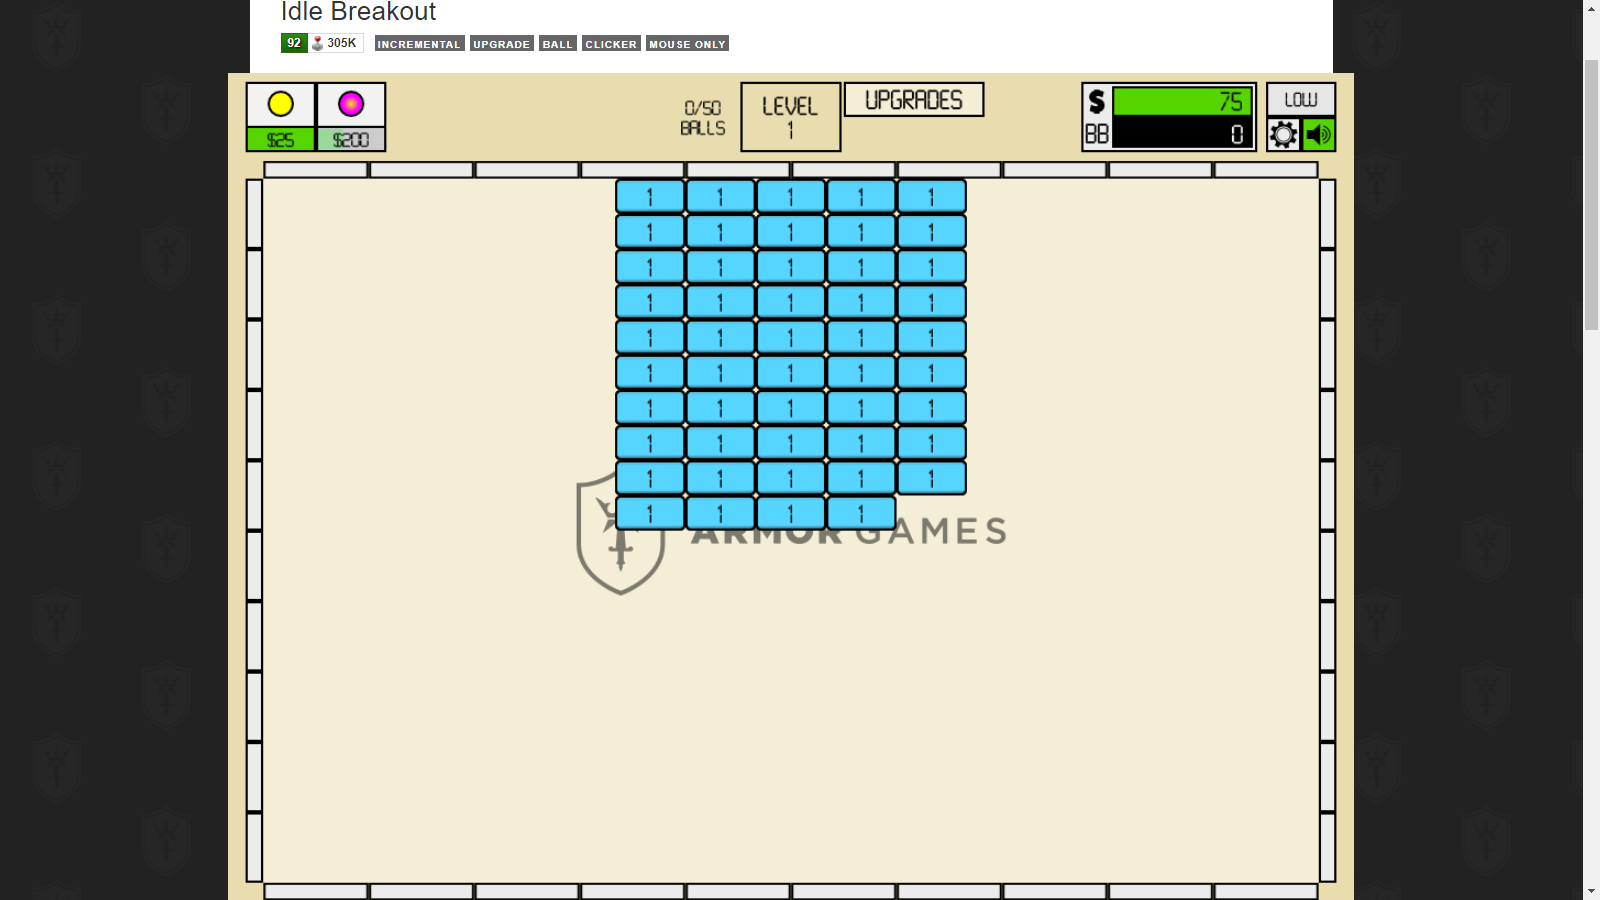 Idle Breakout
92 305K INCREMENTAL UPGRADE BALL CLICKER MOUSE ONLY
$25 $200
0/50
BALLS
LEVEL
1
UPGRADES
$ 75
BB 0
LOW
1 1 1 1 1
1 1 1 1 1
1 1 1 1 1
1 1 1 1 1
1 1 1 1 1
1 1 1 1 1
1 1 1 1 1
1 1 1 1 1
1 1 1 1 1
1 1 1 1
ARMOR GAMES